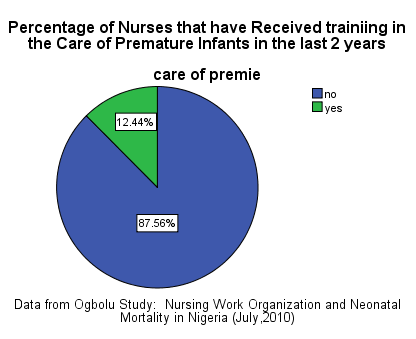 Percentage of Nurses that have Received trainiing in
the Care of Premature Infants in the last 2 years
care of premie
no
yes
12.44%
87.56%
Data from Ogbolu Study: Nursing Work Organization and Neonatal
Mortality in Nigeria (July,2010)